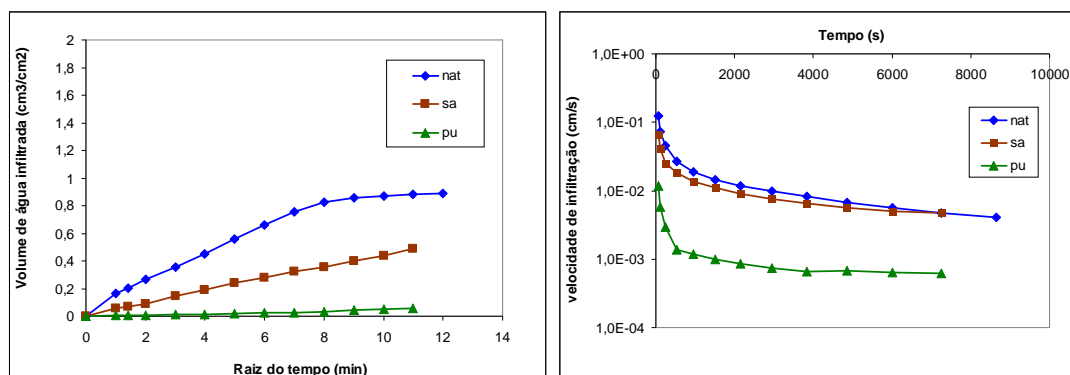 Volume de água infiltrada (cm3/cm2)
2
1,8
1,6
1,4
1,2
1
0,8
0,6
0,4
0,2
0
nat
sa
pu
0 2 4 6 8 10 12 14
Raiz do tempo (min)
Tempo (s)
0 2000 4000 6000 8000 10000
velocidade de infiltração (cm/s)
1,0E+00
1,0E-01
1,0E-02
1,0E-03
1,0E-04
nat
sa
pu